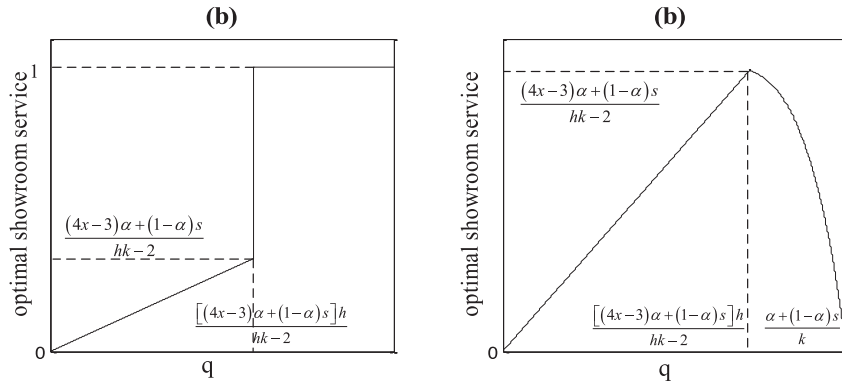 (b)
optimal showroom service
1
(4x−3)α+(1−α)s
hk−2
[(4x−3)α+(1−α)s]h
hk−2
0
q
(b)
optimal showroom service
(4x−3)α+(1−α)s
hk−2
[(4x−3)α+(1−α)s]h
hk−2
α+(1−α)s
k
0
q